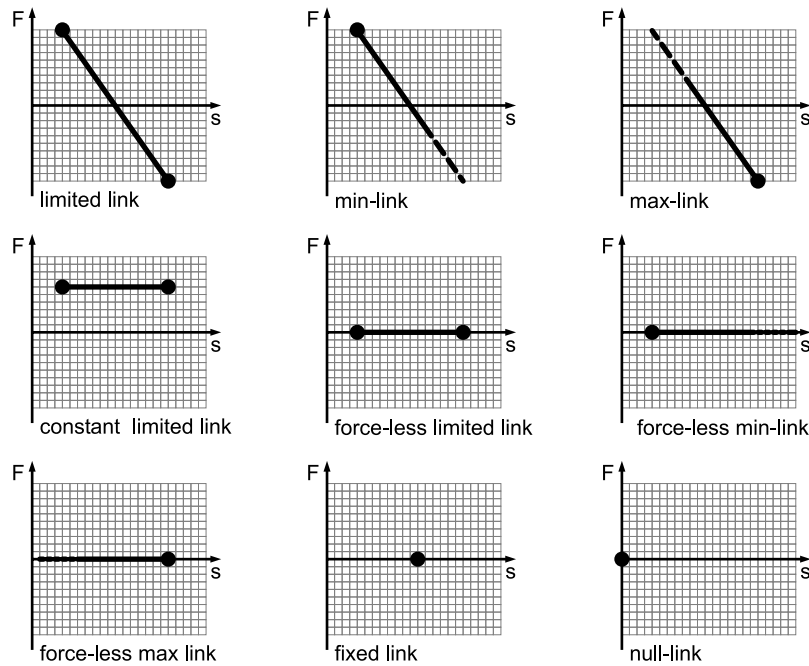 F
s
limited link
F
s
min-link
F
s
max-link
F
s
constant limited link
F
s
force-less limited link
F
s
force-less min-link
F
s
force-less max link
F
s
fixed link
F
s
null-link